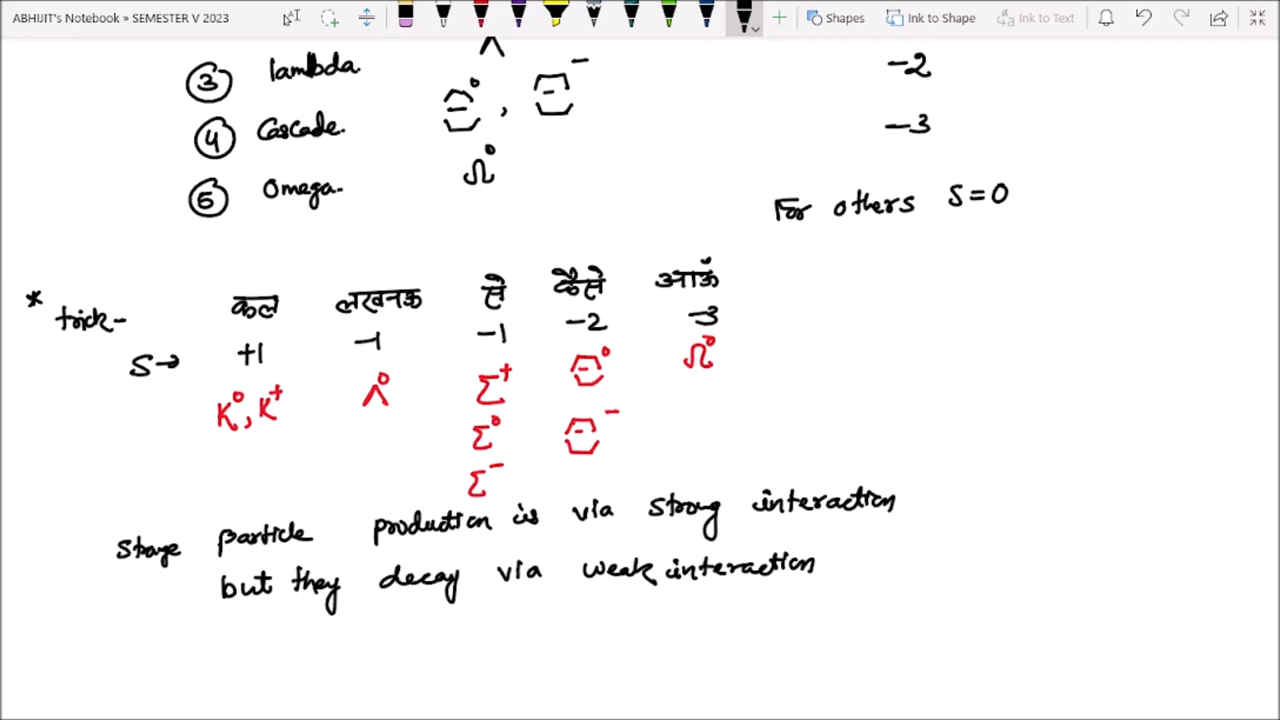 ABHIJIT's Notebook » SEMESTER V 2023 Shapes Ink to Shape Ink to Text
Λ
③ lambda. -2
Ξ⁰, Ξ⁻
④ Cascade. -3
Ω⁰
⑤ Omega.
For others S=0
* trick- कल लखनऊ से कैसे आऊँ
S→ +1 -1 -1 -2 -3
K⁰, K⁺ Λ⁰ Σ⁺ Ξ⁰ Ω⁰
Σ⁰ Ξ⁻
Σ⁻
Strage particle production is via strong interaction
but they decay via weak interaction